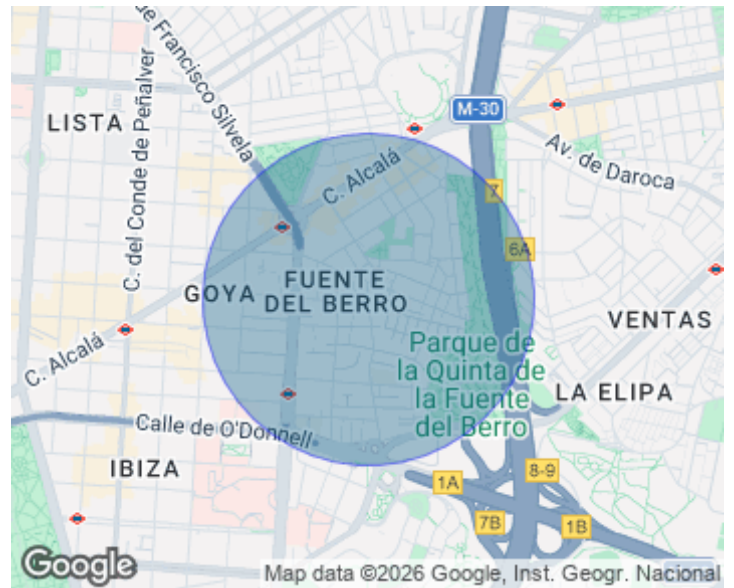 de Francisco Silvela
M-30
LISTA
C. del Conde de Peñalver
C. Alcalá
Av. de Daroca
7
6A
GOYA
FUENTE
DEL BERRO
VENTAS
C. Alcalá
Parque de
la Quinta de
la Fuente
del Berro
LA ELIPA
Calle de O'Donnell
IBIZA
1A
8-9
7B
1B
Google
Map data ©2026 Google, Inst. Geogr. Nacional